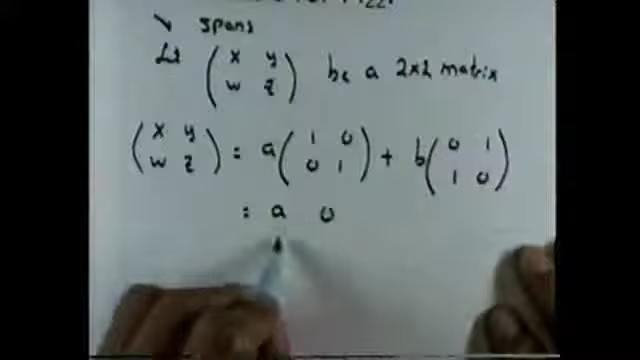 spans
Let ( x y ) be a 2×2 matrix
( w z )
( x y ) = a ( 1 0 ) + b ( 0 1 )
( w z ) ( 0 1 ) ( 1 0 )
= a 0